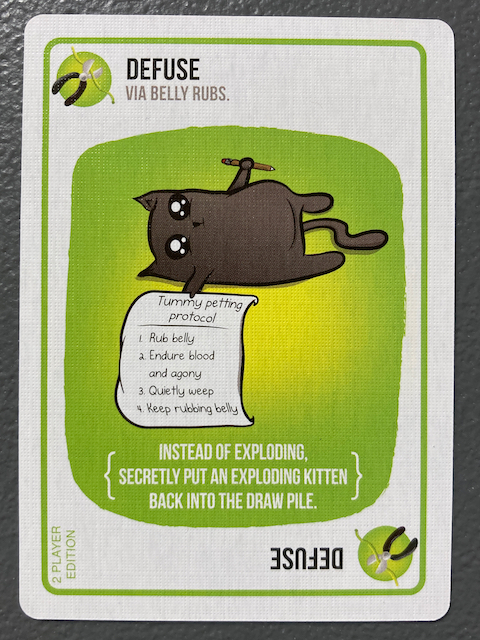 DEFUSE
VIA BELLY RUBS.
Tummy petting
protocol
1. Rub belly
2. Endure blood
and agony
3. Quietly weep
4. Keep rubbing belly
INSTEAD OF EXPLODING,
SECRETLY PUT AN EXPLODING KITTEN
BACK INTO THE DRAW PILE.
2 PLAYER
EDITION
DEFUSE